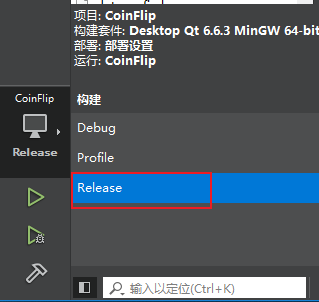 项目: CoinFlip
构建套件: Desktop Qt 6.6.3 MinGW 64-bit
部署: 部署设置
运行: CoinFlip
CoinFlip
Release
构建
Debug
Profile
Release
输入以定位(Ctrl+K)